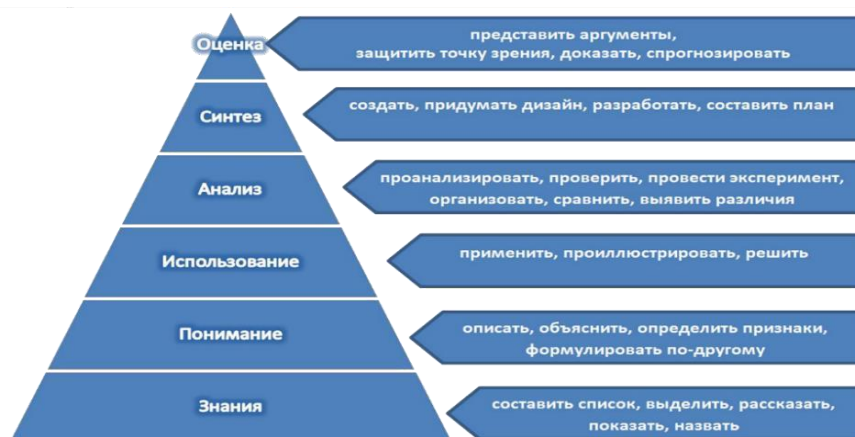 Оценка
представить аргументы,
защитить точку зрения, доказать, спрогнозировать
Синтез
создать, придумать дизайн, разработать, составить план
Анализ
проанализировать, проверить, провести эксперимент,
организовать, сравнить, выявить различия
Использование
применить, проиллюстрировать, решить
Понимание
описать, объяснить, определить признаки,
формулировать по-другому
Знания
составить список, выделить, рассказать,
показать, назвать